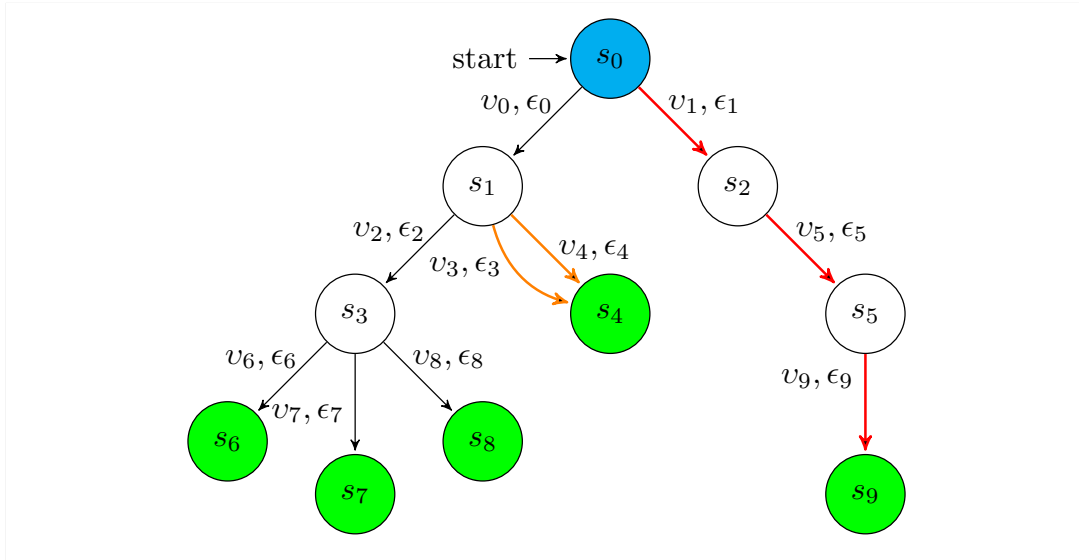 start s₀
υ₀, ϵ₀ υ₁, ϵ₁
s₁ s₂
υ₂, ϵ₂ υ₃, ϵ₃ υ₄, ϵ₄ υ₅, ϵ₅
s₃ s₄ s₅
υ₆, ϵ₆ υ₇, ϵ₇ υ₈, ϵ₈ υ₉, ϵ₉
s₆ s₈
s₇ s₉